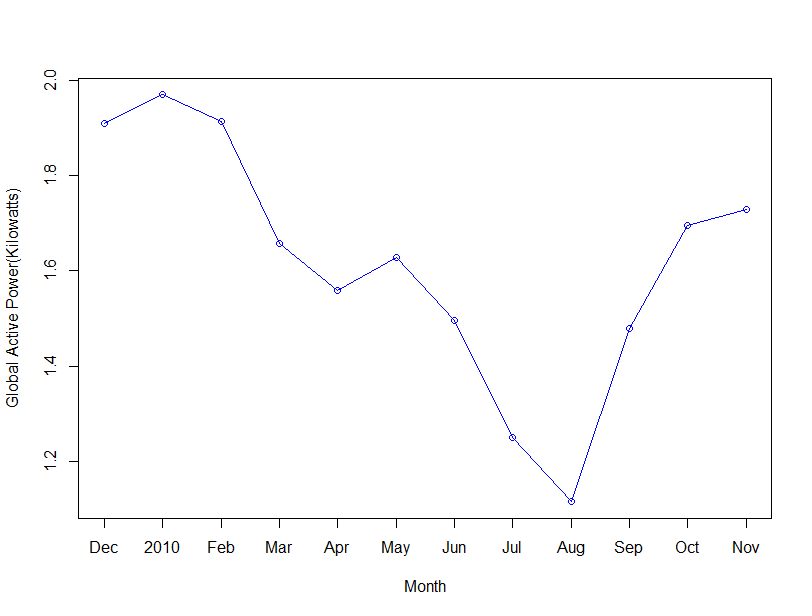 Global Active Power(Kilowatts)
2.0
1.8
1.6
1.4
1.2
Dec 2010 Feb Mar Apr May Jun Jul Aug Sep Oct Nov
Month